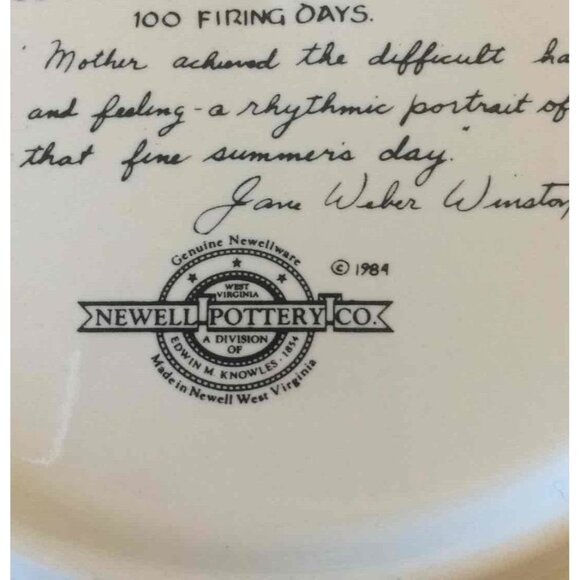 100 FIRING DAYS.
"Mother achieved the difficult
and feeling - a rhythmic portrait of
that fine summer's day."
Jane Weber Winston
© 1984
Genuine Newellware
WEST
VIRGINIA
NEWELL POTTERY CO.
A DIVISION
OF
EDWIN M. KNOWLES · 1854
Made in Newell West Virginia